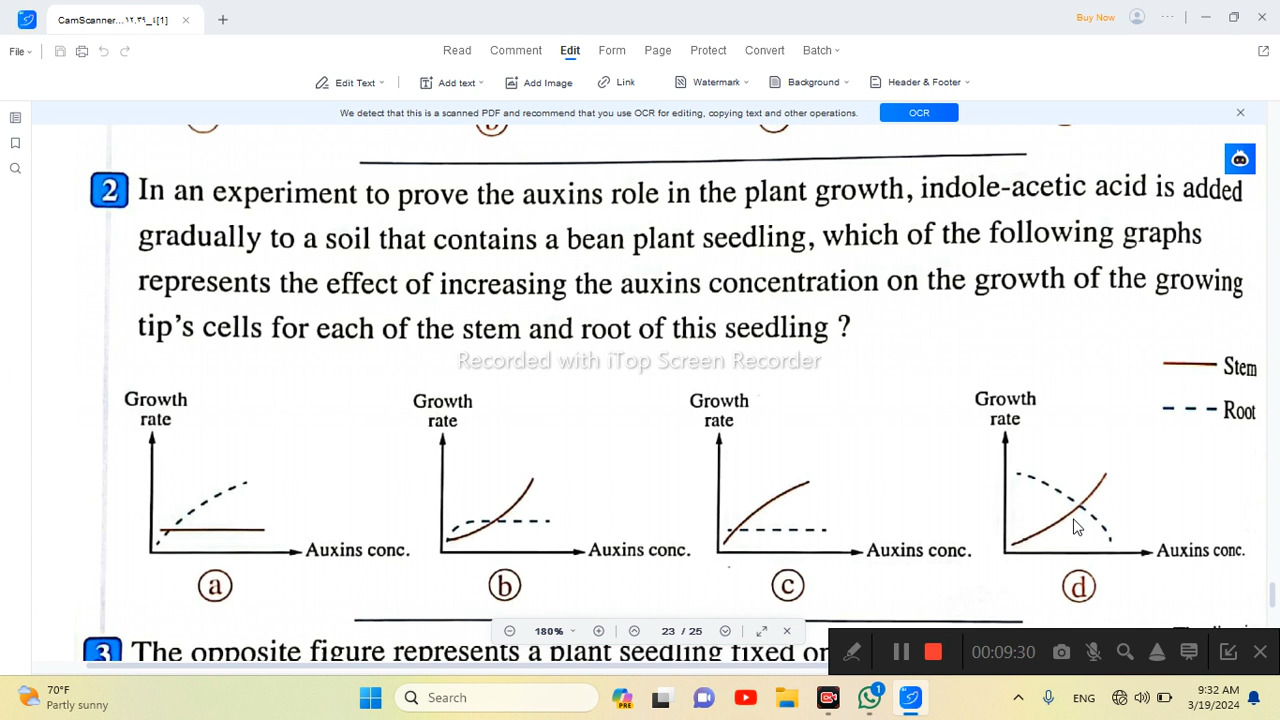 CamScanner...
Buy Now
File
Read Comment Edit Form Page Protect Convert Batch
Edit Text Add text Add Image Link Watermark Background Header & Footer
We detect that this is a scanned PDF and recommend that you use OCR for editing, copying text and other operations.
OCR
2 In an experiment to prove the auxins role in the plant growth, indole-acetic acid is added
gradually to a soil that contains a bean plant seedling, which of the following graphs
represents the effect of increasing the auxins concentration on the growth of the growing
tip's cells for each of the stem and root of this seedling ?
Recorded with iTop Screen Recorder
Stem
Root
Growth
rate
Auxins conc.
a
Growth
rate
Auxins conc.
b
Growth
rate
Auxins conc.
c
Growth
rate
Auxins conc.
d
3 The opposite figure represents a plant seedling fixed on
180% 23 / 25
00:09:30
70°F
Partly sunny
Search
PRE
1
ENG
9:32 AM
3/19/2024